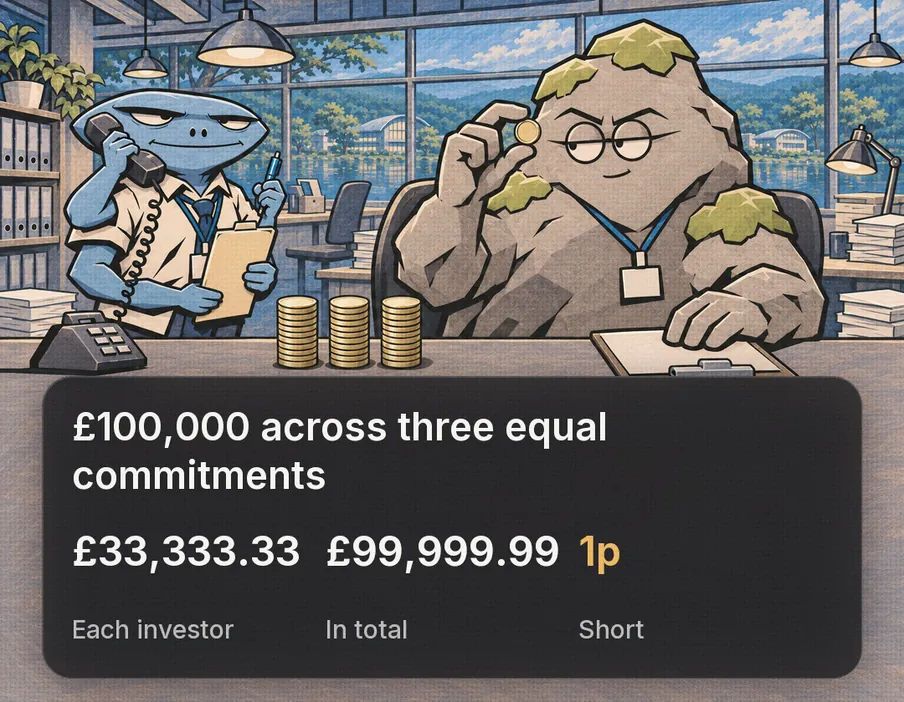 £100,000 across three equal
commitments
£33,333.33 £99,999.99 1p
Each investor In total Short